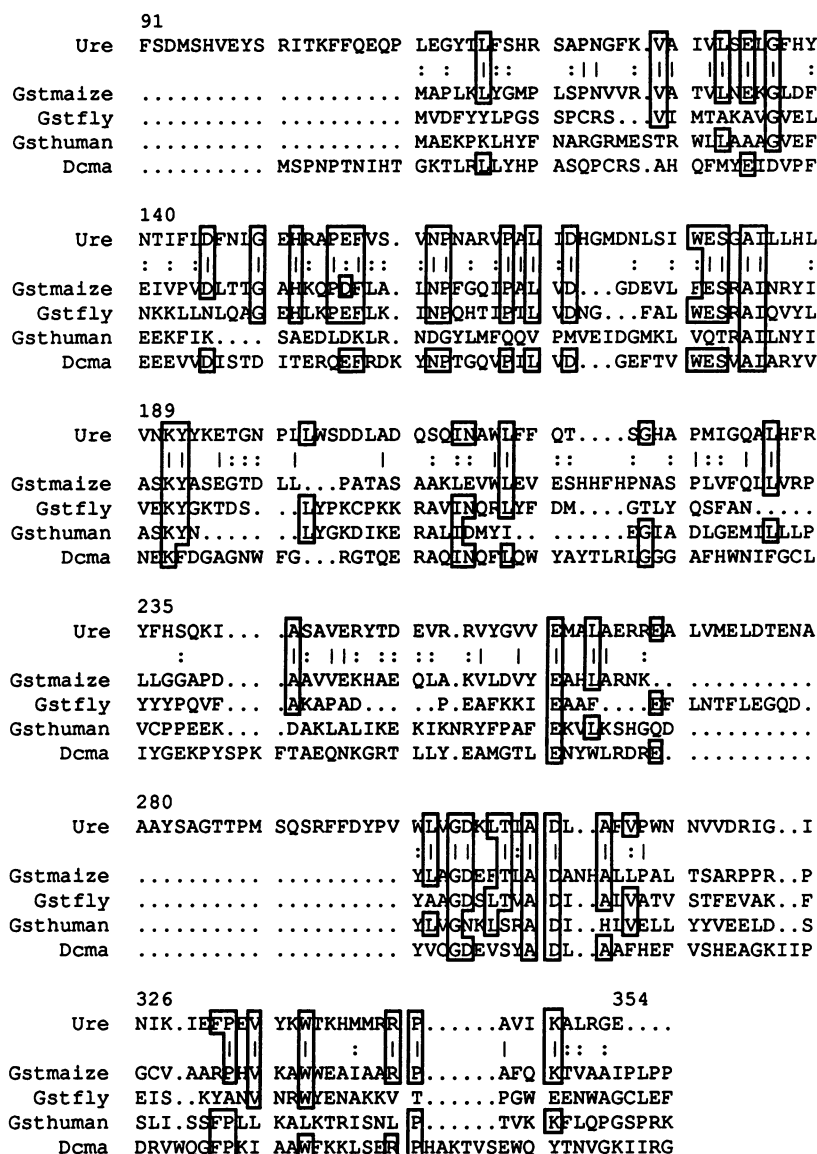 91
Ure FSDMSHVEYS RITKFFQEQP LEGYTLFSHR SAPNGFK.VA IVLSELGFHY
: |:: :|| || |: | |
Gstmaize .......... .......... MAPLKLYGMP LSPNVVR.VA TVLNEKGLDF
Gstfly .......... .......... MVDFYYLPGS SPCRS..VI MTAKAVGVEL
Gsthuman .......... .......... MAEKPKLHYF NARGRMESTR WLLAAAGVEF
Dcma .......... MSPNPTNIHT GKTLRLLYHP ASQPCRS.AH QFMYEIDVPF
140
Ure NTIFLDFNLG EHRAPEFVS. VNPNARVPAL IDHGMDNLSI WESGAILLHL
: : :| | |: |::: || :||| | : ||| || :
Gstmaize EIVPVDLTTG AHKQPDFLA. LNPFGQIPAL VD...GDEVL FESRAINRYI
Gstfly NKKLLNLQAG EHLKPEFLK. INPQHTIPTL VDNG...FAL WESRAIQVYL
Gsthuman EEKFIK.... SAEDLDKLR. NDGYLMFQQV PMVEIDGMKL VQTRAILNYI
Dcma EEEVVDISTD ITERQEFRDK YNPTGQVPIL VD...GEFTV WESVAIARYV
189
Ure VNKYYKETGN PLLWSDDLAD QSQINAWLFF QT....SGHA PMIGQALHFR
|| |::: | | : ::|| : : | :: |
Gstmaize ASKYASEGTD LL...PATAS AAKLEVWLEV ESHHFHPNAS PLVFQLLVRP
Gstfly VEKYGKTDS. .LYPKCPKK RAVINQRLYF DM....GTLY QSFAN.....
Gsthuman ASKYN..... .LYGKDIKE RALIDMYI.. ....EGIAD LGEMILLLP
Dcma NEKFDGAGNW FG...RGTQE RAQINQFLQW YAYTLRLGGG AFHWNIFGCL
235
Ure YFHSQKI... .ASAVERYTD EVR.RVYGVV EMALAERREA LVMELDTENA
: |: ||: :: :: :| | | || :
Gstmaize LLGGAPD... .AAVVEKHAE QLA.KVLDVY EAHLARNK.. ..........
Gstfly YYYPQVF... .AKAPAD... ..P.EAFKKI EAAF....EF LNTFLEGQD.
Gsthuman VCPPEEK... .DAKLALIKE KIKNRYFPAF EKVLKSHGQD ..........
Dcma IYGEKPYSPK FTAEQNKGRT LLY.EAMGTL ENYWLRDRE. ..........
280
Ure AAYSAGTTPM SQSRFFDYPV WLVGDKLTIA DL..AFVPWN NNVVDRIG..I
:| || :|:| | | :|
Gstmaize .......... .......... YLAGDEFTLA DANHALLPAL TSARPPR..P
Gstfly .......... .......... YAAGDSLTVA DI..ALVATV STFEVAK..F
Gsthuman .......... .......... YLVGNKLSRA DI..HLVELL YYVEELD..S
Dcma .......... .......... YVCGDEVSYA DL..AAFHEF VSHEAGKIIP
326 354
Ure NIK.IEFPEV YKWTKHMMRR P......AVI KALRGE....
| | | : | | | |:: :
Gstmaize GCV.AARPHV KAWWEAIAAR P......AFQ KTVAAIPLPP
Gstfly EIS...KYANV NRWYENAKKV T......PGW EENWAGCLEF
Gsthuman SLI.SSFPLL KALKTRISNL P......TVK KFLQPGSPRK
Dcma DRVWQGFPKI AAWFKKLSER PHAKTVSEWQ YTNVGKIIRG